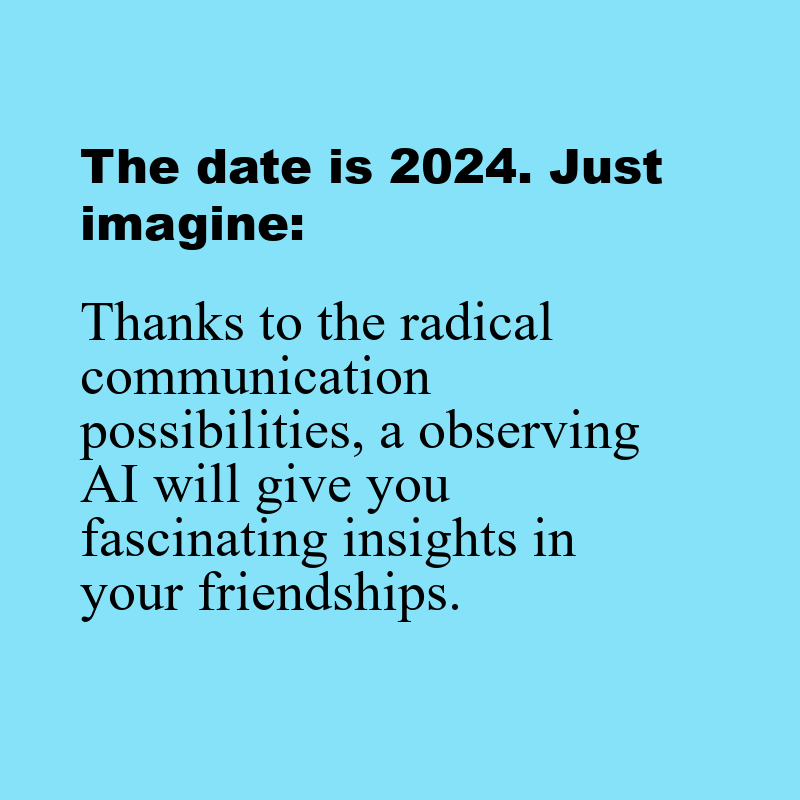 The date is 2024. Just
imagine:
Thanks to the radical
communication
possibilities, a observing
AI will give you
fascinating insights in
your friendships.